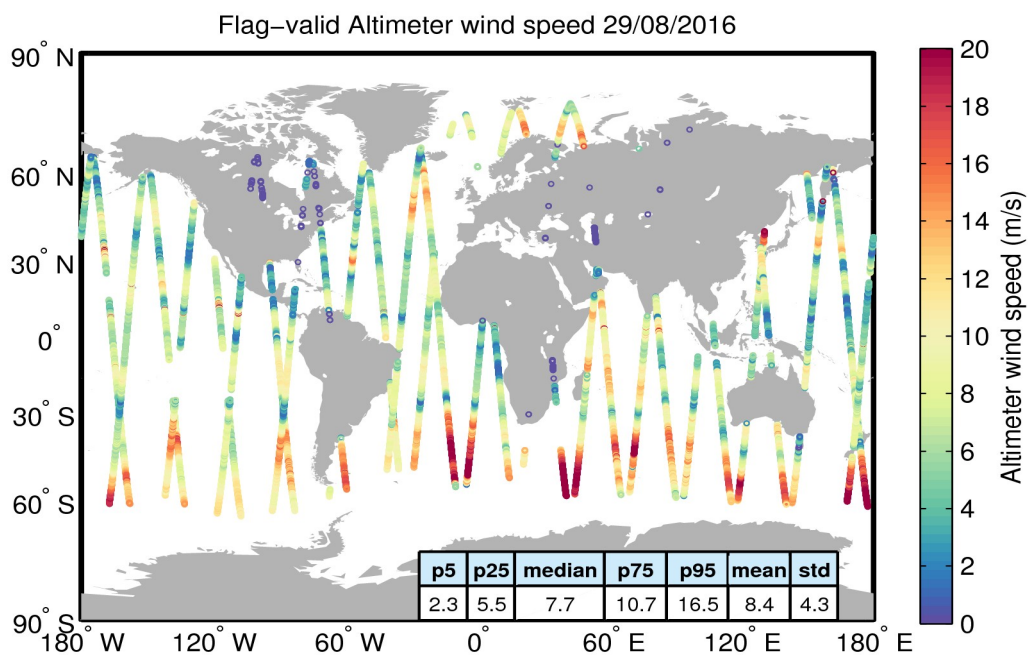 Flag−valid Altimeter wind speed 29/08/2016
90° N
60° N
30° N
0°
30° S
60° S
90° S
180° W
120° W
60° W
0°
60° E
120° E
180° E
p5 p25 median p75 p95 mean std
2.3 5.5 7.7 10.7 16.5 8.4 4.3
20
18
16
14
12
10
8
6
4
2
0
Altimeter wind speed (m/s)